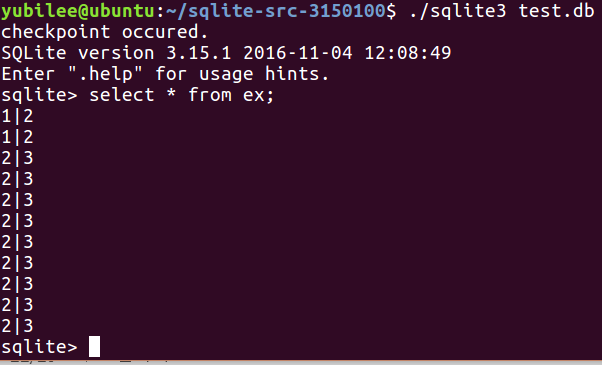 yubilee@ubuntu:~/sqlite-src-3150100$ ./sqlite3 test.db
checkpoint occured.
SQLite version 3.15.1 2016-11-04 12:08:49
Enter ".help" for usage hints.
sqlite> select * from ex;
1|2
1|2
2|3
2|3
2|3
2|3
2|3
2|3
2|3
2|3
2|3
sqlite>